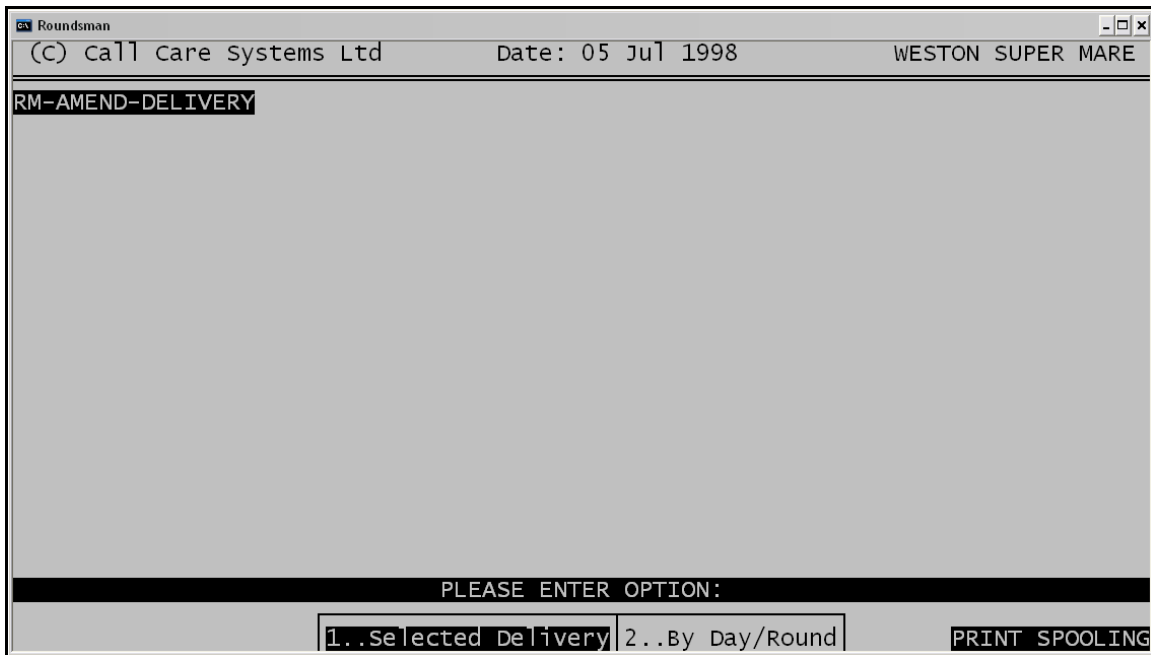 Roundsman
(C) Call Care Systems Ltd Date: 05 Jul 1998 WESTON SUPER MARE
RM-AMEND-DELIVERY
PLEASE ENTER OPTION:
1..Selected Delivery 2..By Day/Round PRINT SPOOLING